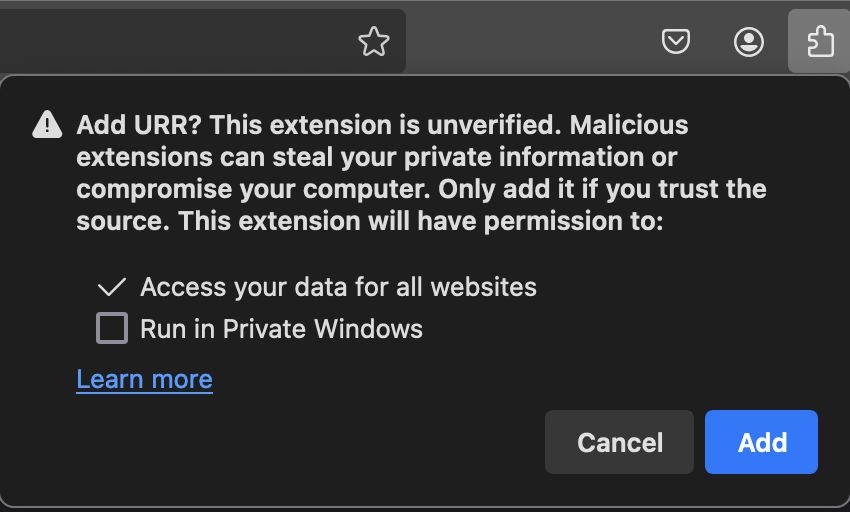 Add URR? This extension is unverified. Malicious
extensions can steal your private information or
compromise your computer. Only add it if you trust the
source. This extension will have permission to:
Access your data for all websites
Run in Private Windows
Learn more
Cancel
Add